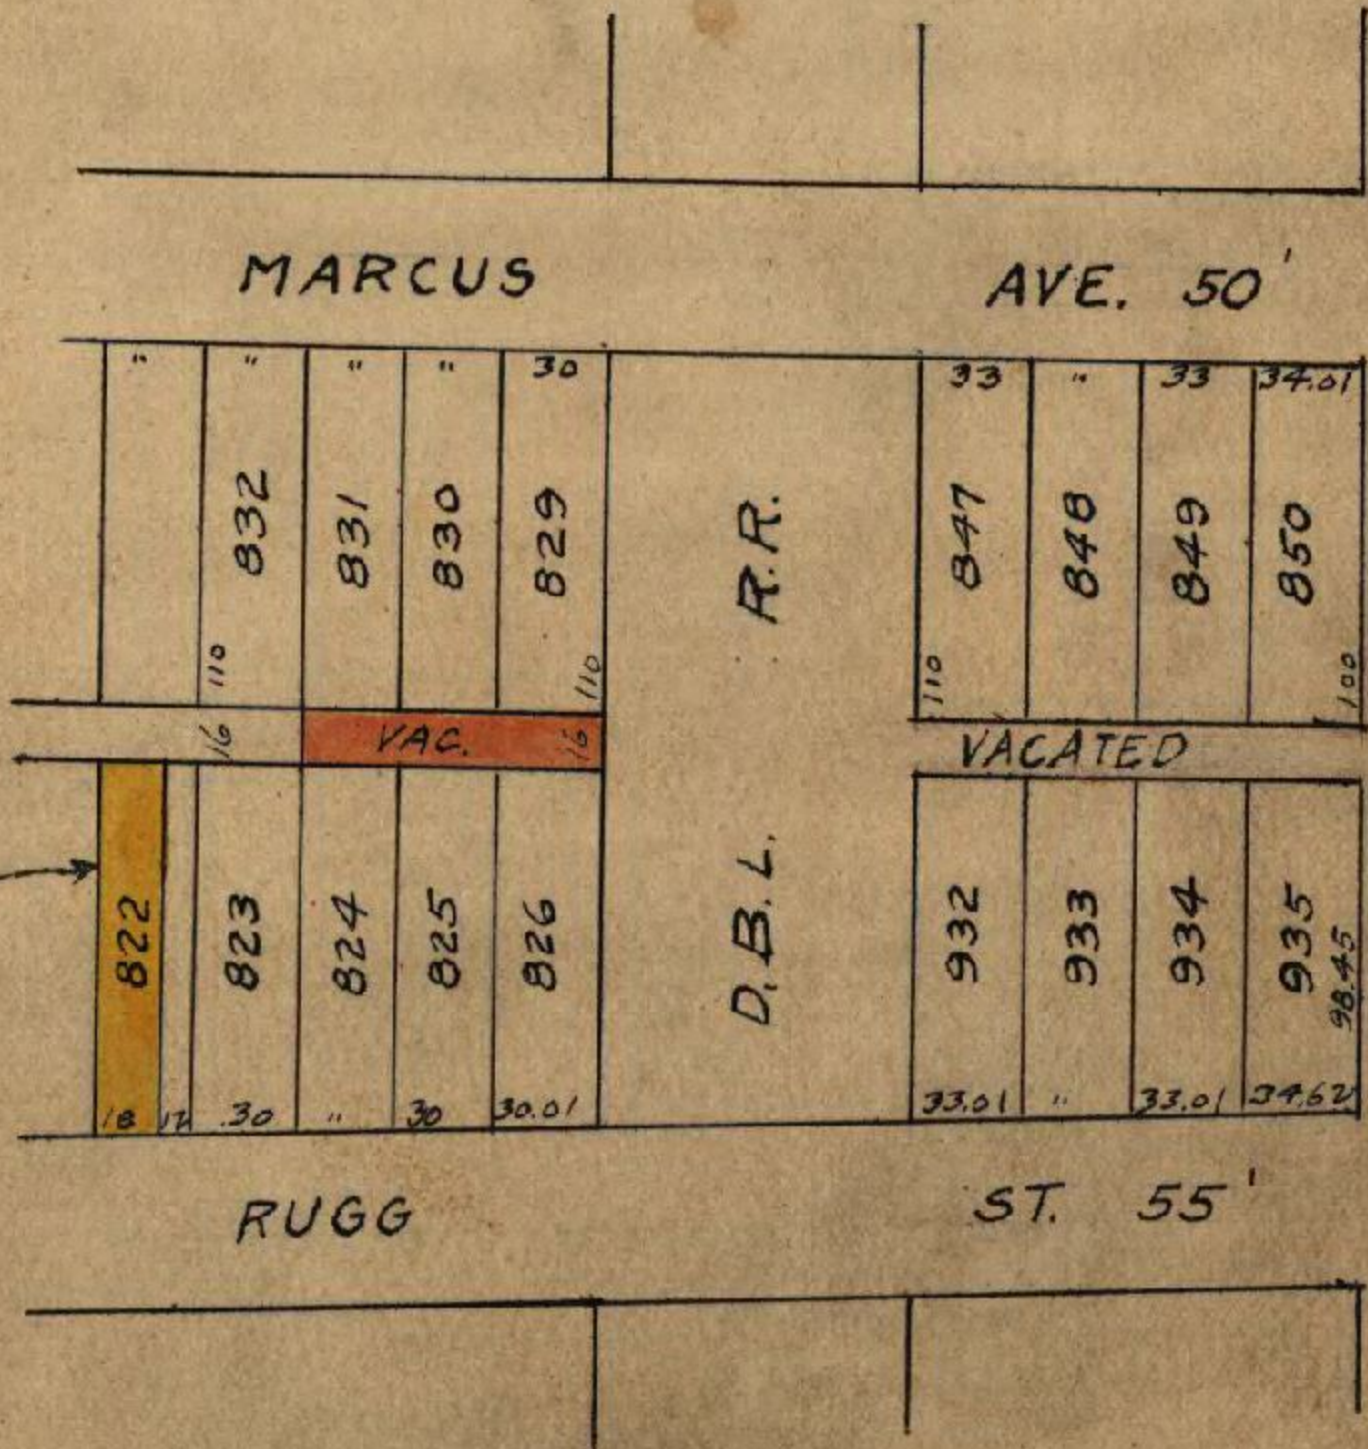 MARCUS AVE. 50'
" " " " 30 33 " 33 34.01
832 831 830 829 R.R. 847 848 849 850
110 110 110 100
16 VAC. 16 VACATED
822 823 824 825 826 D.B.L. 932 933 934 935
98.45
18 12 30 " 30 30.01 33.01 " 33.01 34.62
RUGG ST. 55'